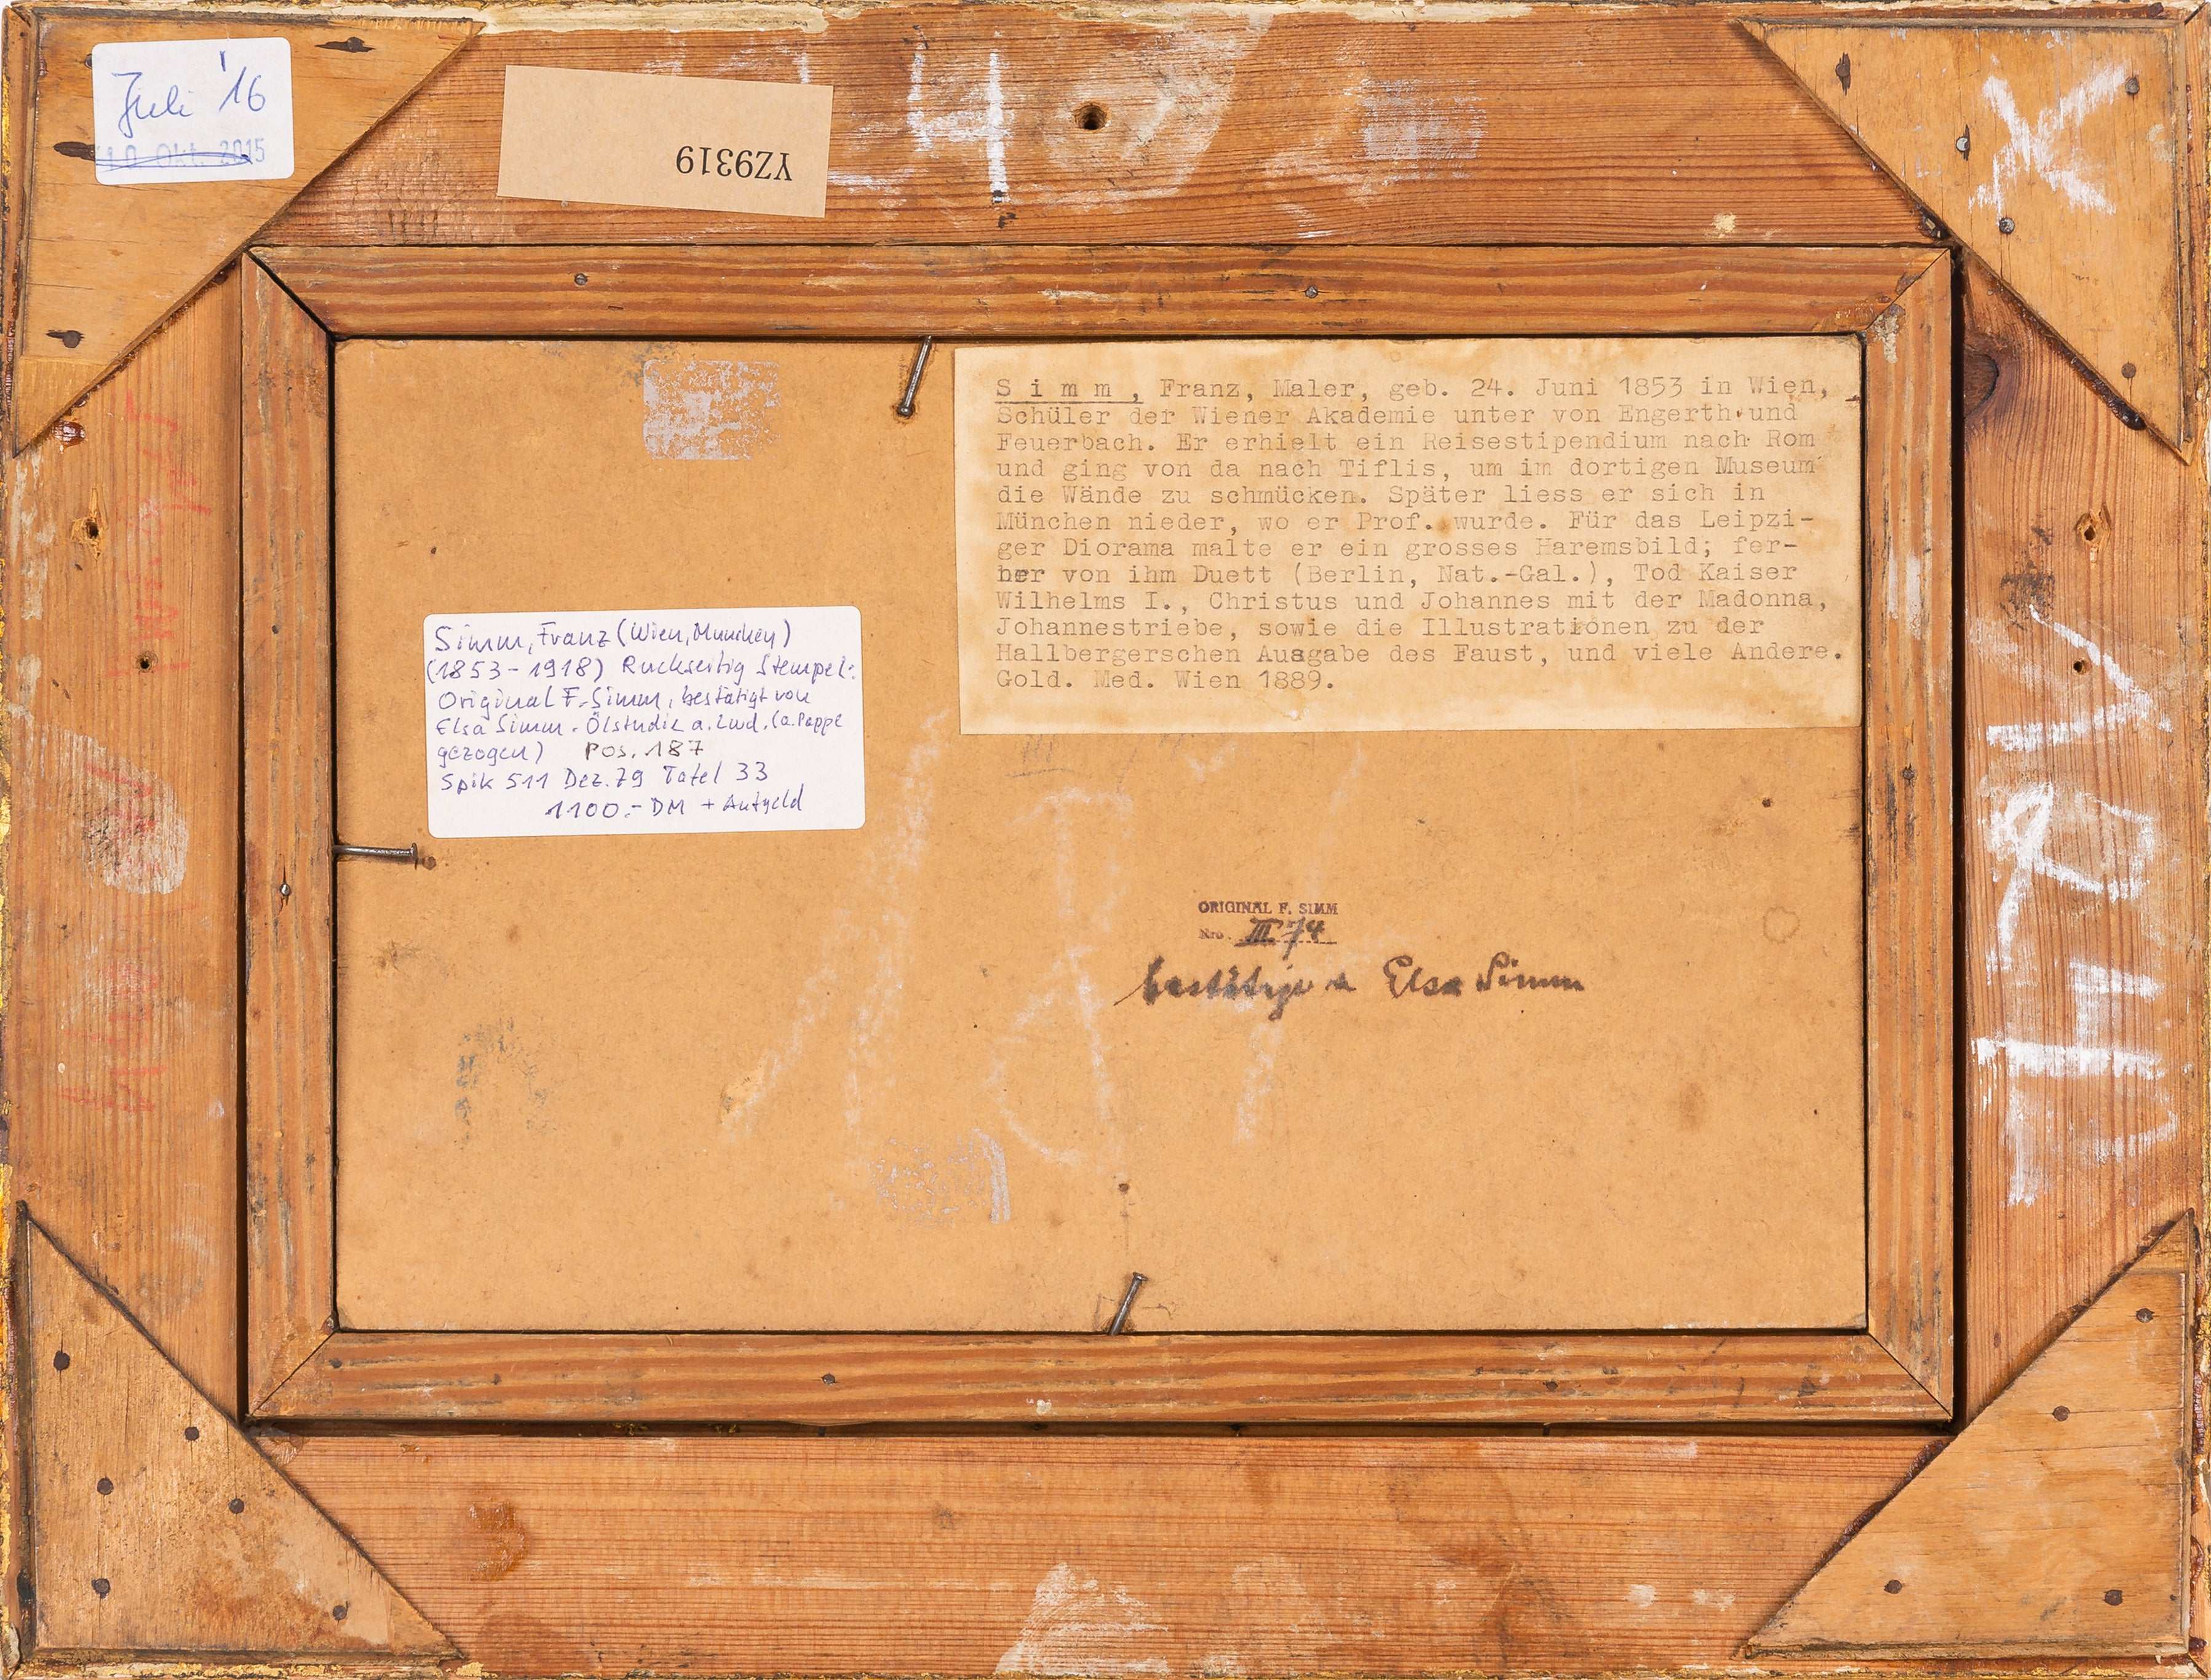 Juli '16
10. Okt. 2015
YZ9319
4
X
S i m m , Franz, Maler, geb. 24. Juni 1853 in Wien,
Schüler der Wiener Akademie unter von Engerth und
Feuerbach. Er erhielt ein Reisestipendium nach Rom
und ging von da nach Tiflis, um im dortigen Museum
die Wände zu schmücken. Später liess er sich in
München nieder, wo er Prof. wurde. Für das Leipzi-
ger Diorama malte er ein grosses Haremsbild; fer-
ner von ihm Duett (Berlin, Nat.-Gal.), Tod Kaiser
Wilhelms I., Christus und Johannes mit der Madonna,
Johannestriebe, sowie die Illustrationen zu der
Hallbergerschen Ausgabe des Faust, und viele Andere.
Gold. Med. Wien 1889.
Simm, Franz (Wien, Munchen)
(1853-1918) Ruckseitig Stempel:
Original F. Simm, bestätigt von
Elsa Simm. Ölstudie a. Lwd. (a. Pappe
gezogen) Pos. 187
Spik 511 Dez. 79 Tafel 33
1100.- DM + Aufgeld
ORIGINAL F. SIMM
Nro. III 74
Elsa Simm